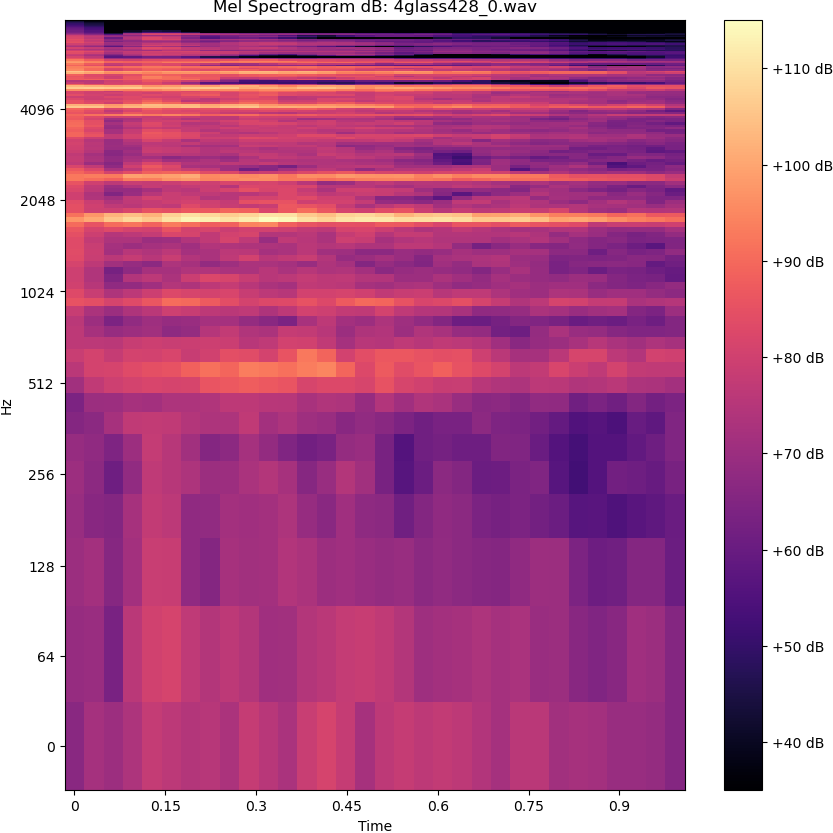 Mel Spectrogram dB: 4glass428_0.wav
4096
2048
1024
512
256
128
64
0
Hz
0
0.15
0.3
0.45
0.6
0.75
0.9
Time
+110 dB
+100 dB
+90 dB
+80 dB
+70 dB
+60 dB
+50 dB
+40 dB